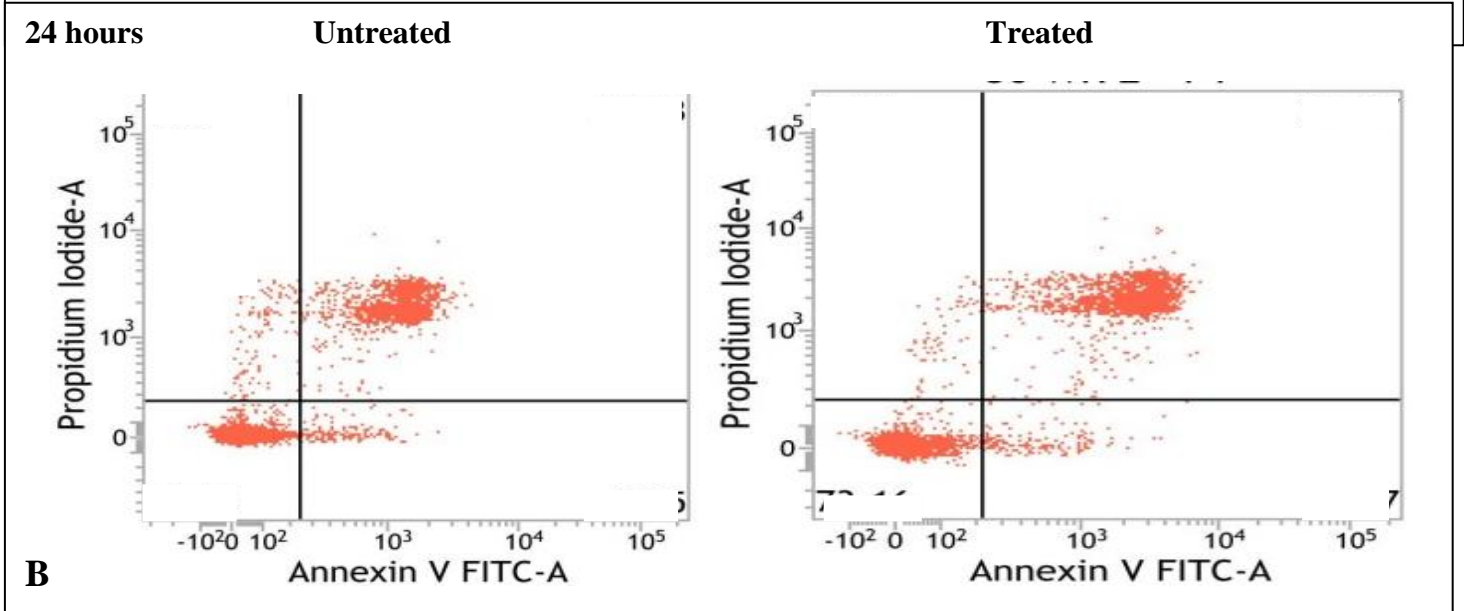 24 hours Untreated Treated
10^5
10^4
10^3
0
Propidium Iodide-A
-10^2 0 10^2 10^3 10^4 10^5
Annexin V FITC-A
10^5
10^4
10^3
0
Propidium Iodide-A
-10^2 0 10^2 10^3 10^4 10^5
Annexin V FITC-A
B